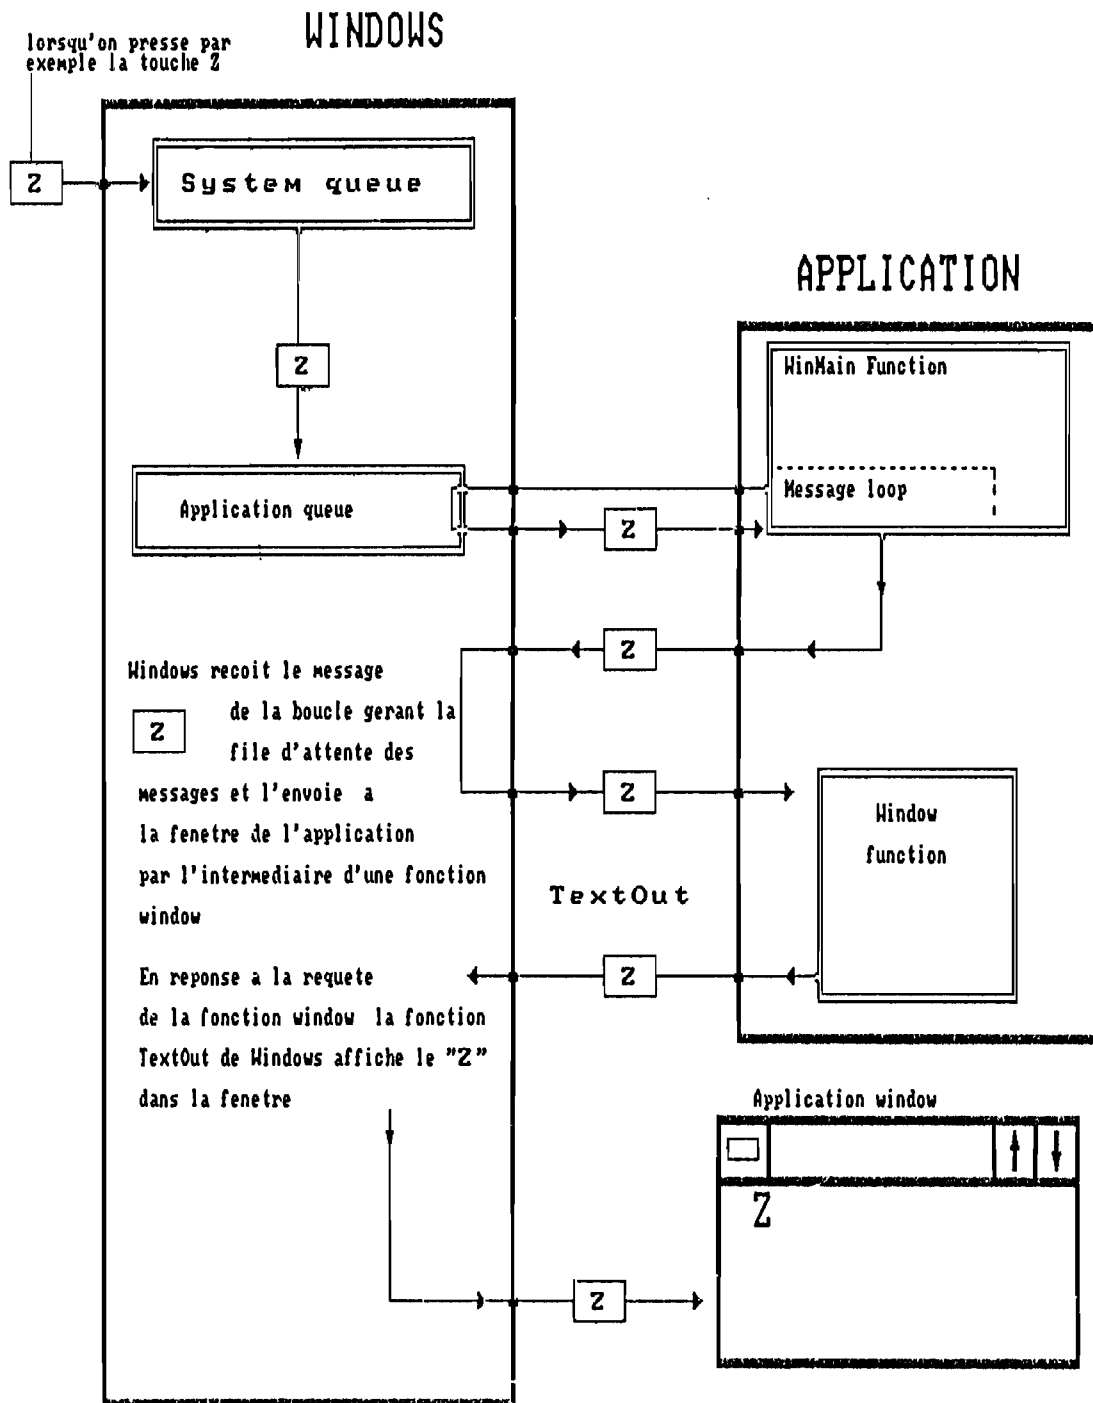 WINDOWS
lorsqu'on presse par
exemple la touche Z
Z
System queue
Z
APPLICATION
WinMain Function
Message loop
Application queue
Z
Z
Windows recoit le message
Z
de la boucle gerant la
file d'attente des
messages et l'envoie a
la fenetre de l'application
par l'intermediaire d'une fonction
window
Z
Window
function
TextOut
Z
En reponse a la requete
de la fonction window la fonction
TextOut de Windows affiche le "Z"
dans la fenetre
Application window
Z
Z